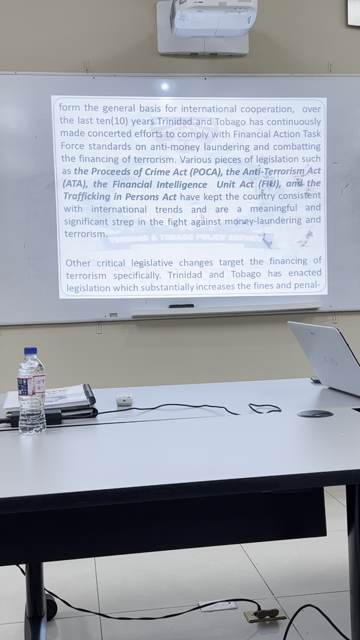 form the general basis for international cooperation, over
the last ten(10) years Trinidad and Tobago has continuously
made concerted efforts to comply with Financial Action Task
Force standards on anti-money laundering and combatting
the financing of terrorism. Various pieces of legislation such
as the Proceeds of Crime Act (POCA), the Anti-Terrorism Act
(ATA), the Financial Intelligence Unit Act (FIU), and the
Trafficking in Persons Act have kept the country consistent
with international trends and are a meaningful and
significant strep in the fight against money-laundering and
terrorism.
TRINIDAD & TOBAGO POLICE
Other critical legislative changes target the financing of
terrorism specifically. Trinidad and Tobago has enacted
legislation which substantially increases the fines and penal-